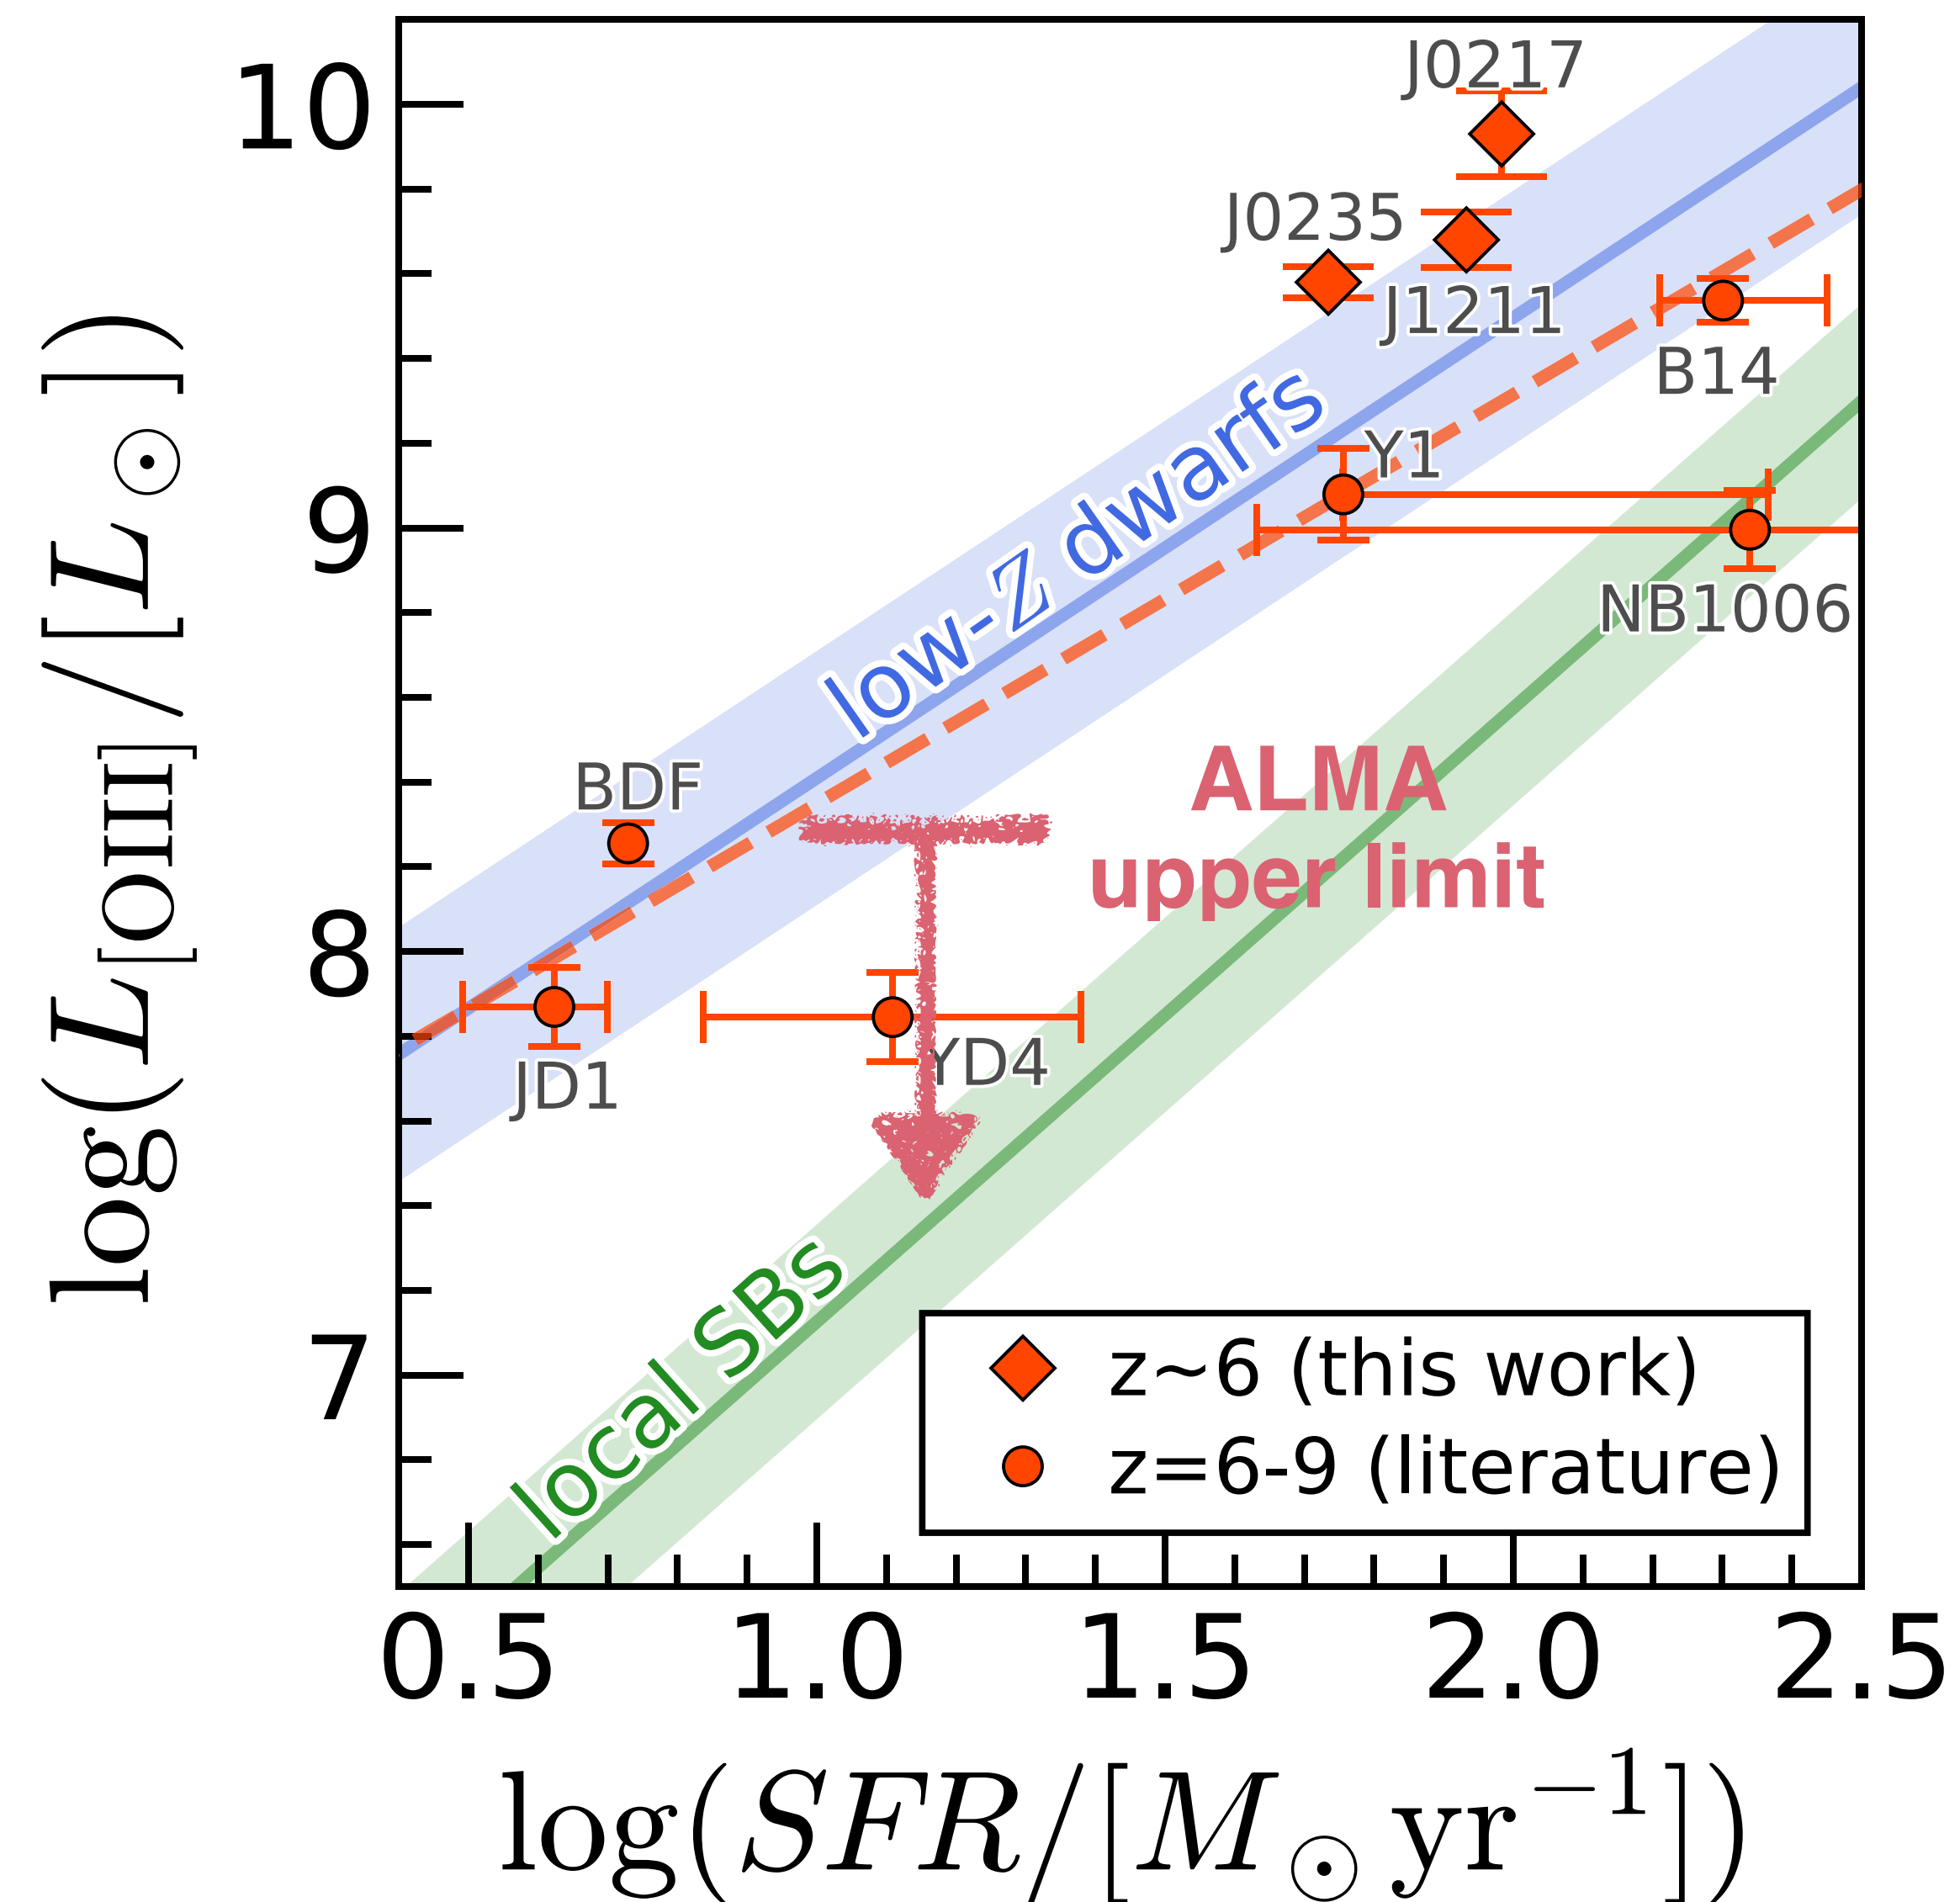 log(L[OIII]/[L⊙])
10
9
8
7
J0217
J0235
J1211
B14
low-z dwarfs
Y1
NB1006
BDF
ALMA
upper limit
JD1
YD4
local SBs
z~6 (this work)
z=6-9 (literature)
0.5 1.0 1.5 2.0 2.5
log(SFR/[M⊙ yr−1])